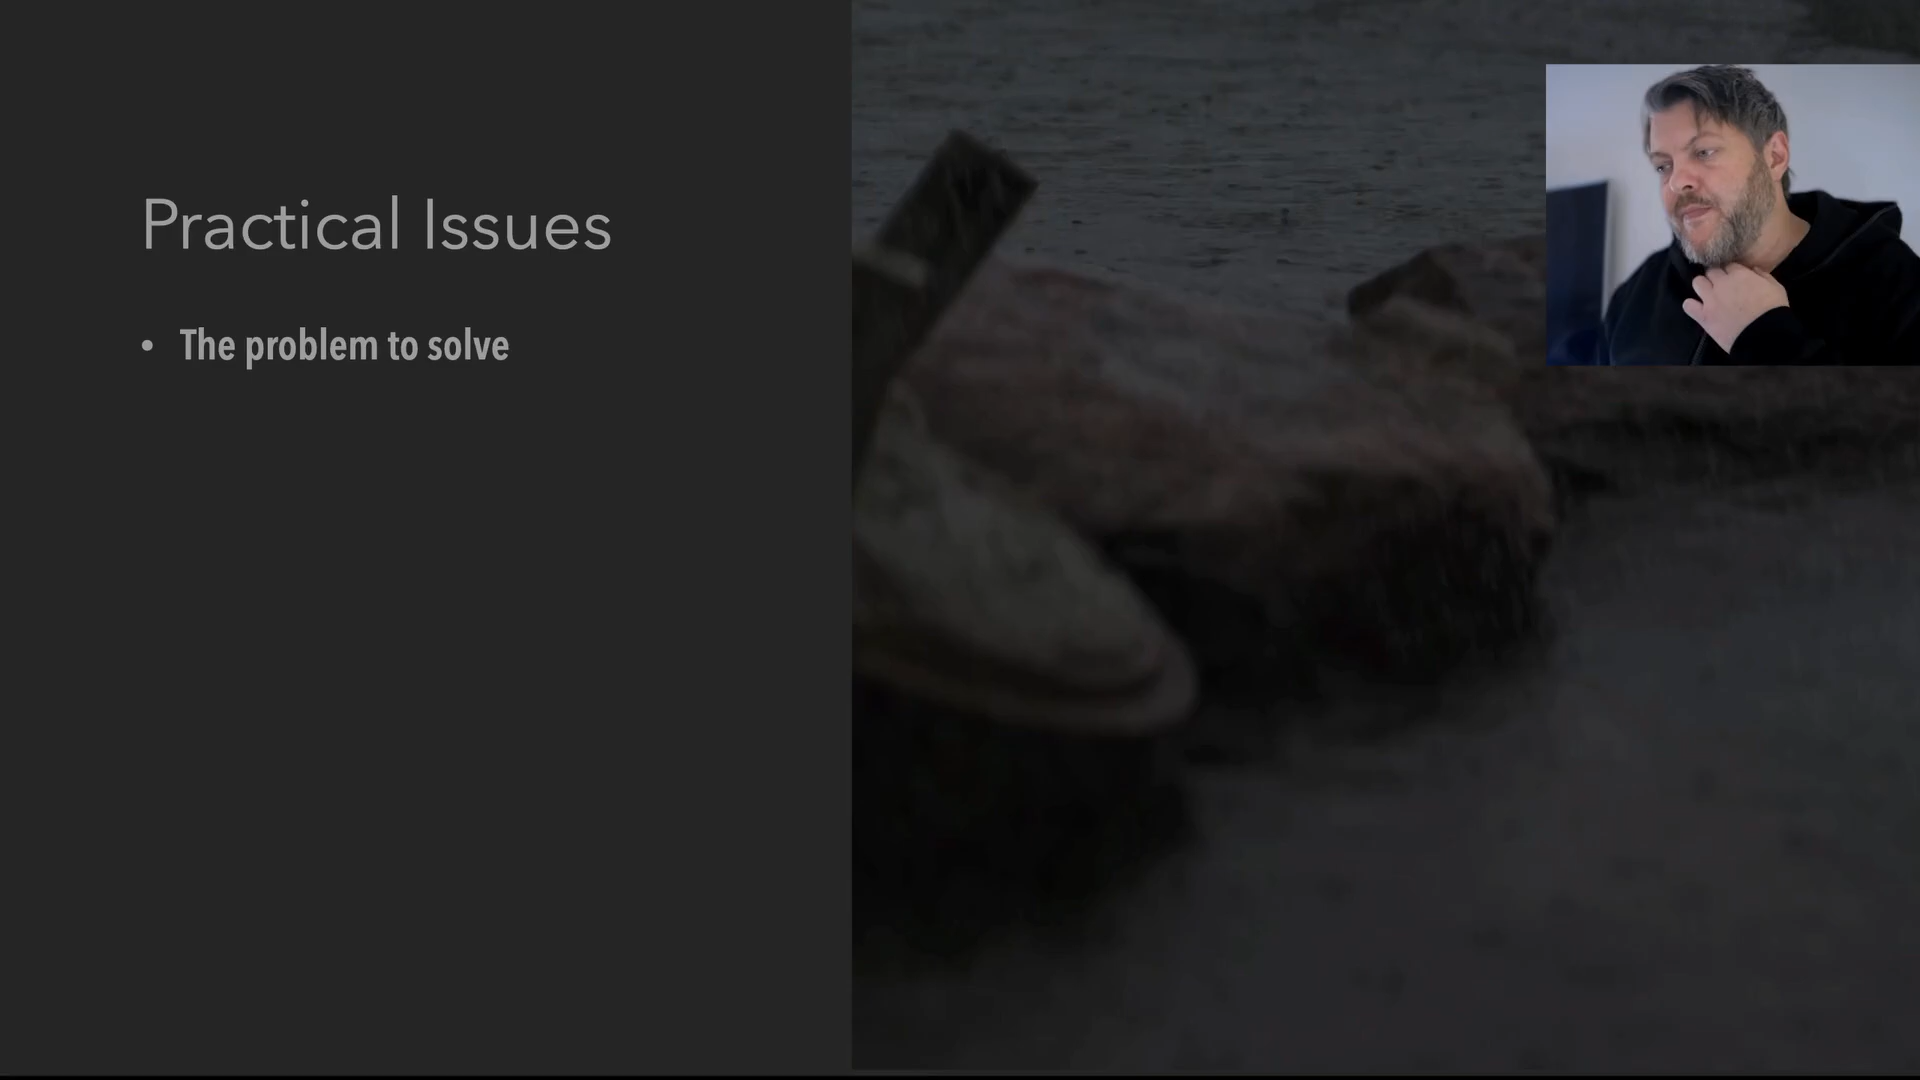 Practical Issues
• The problem to solve